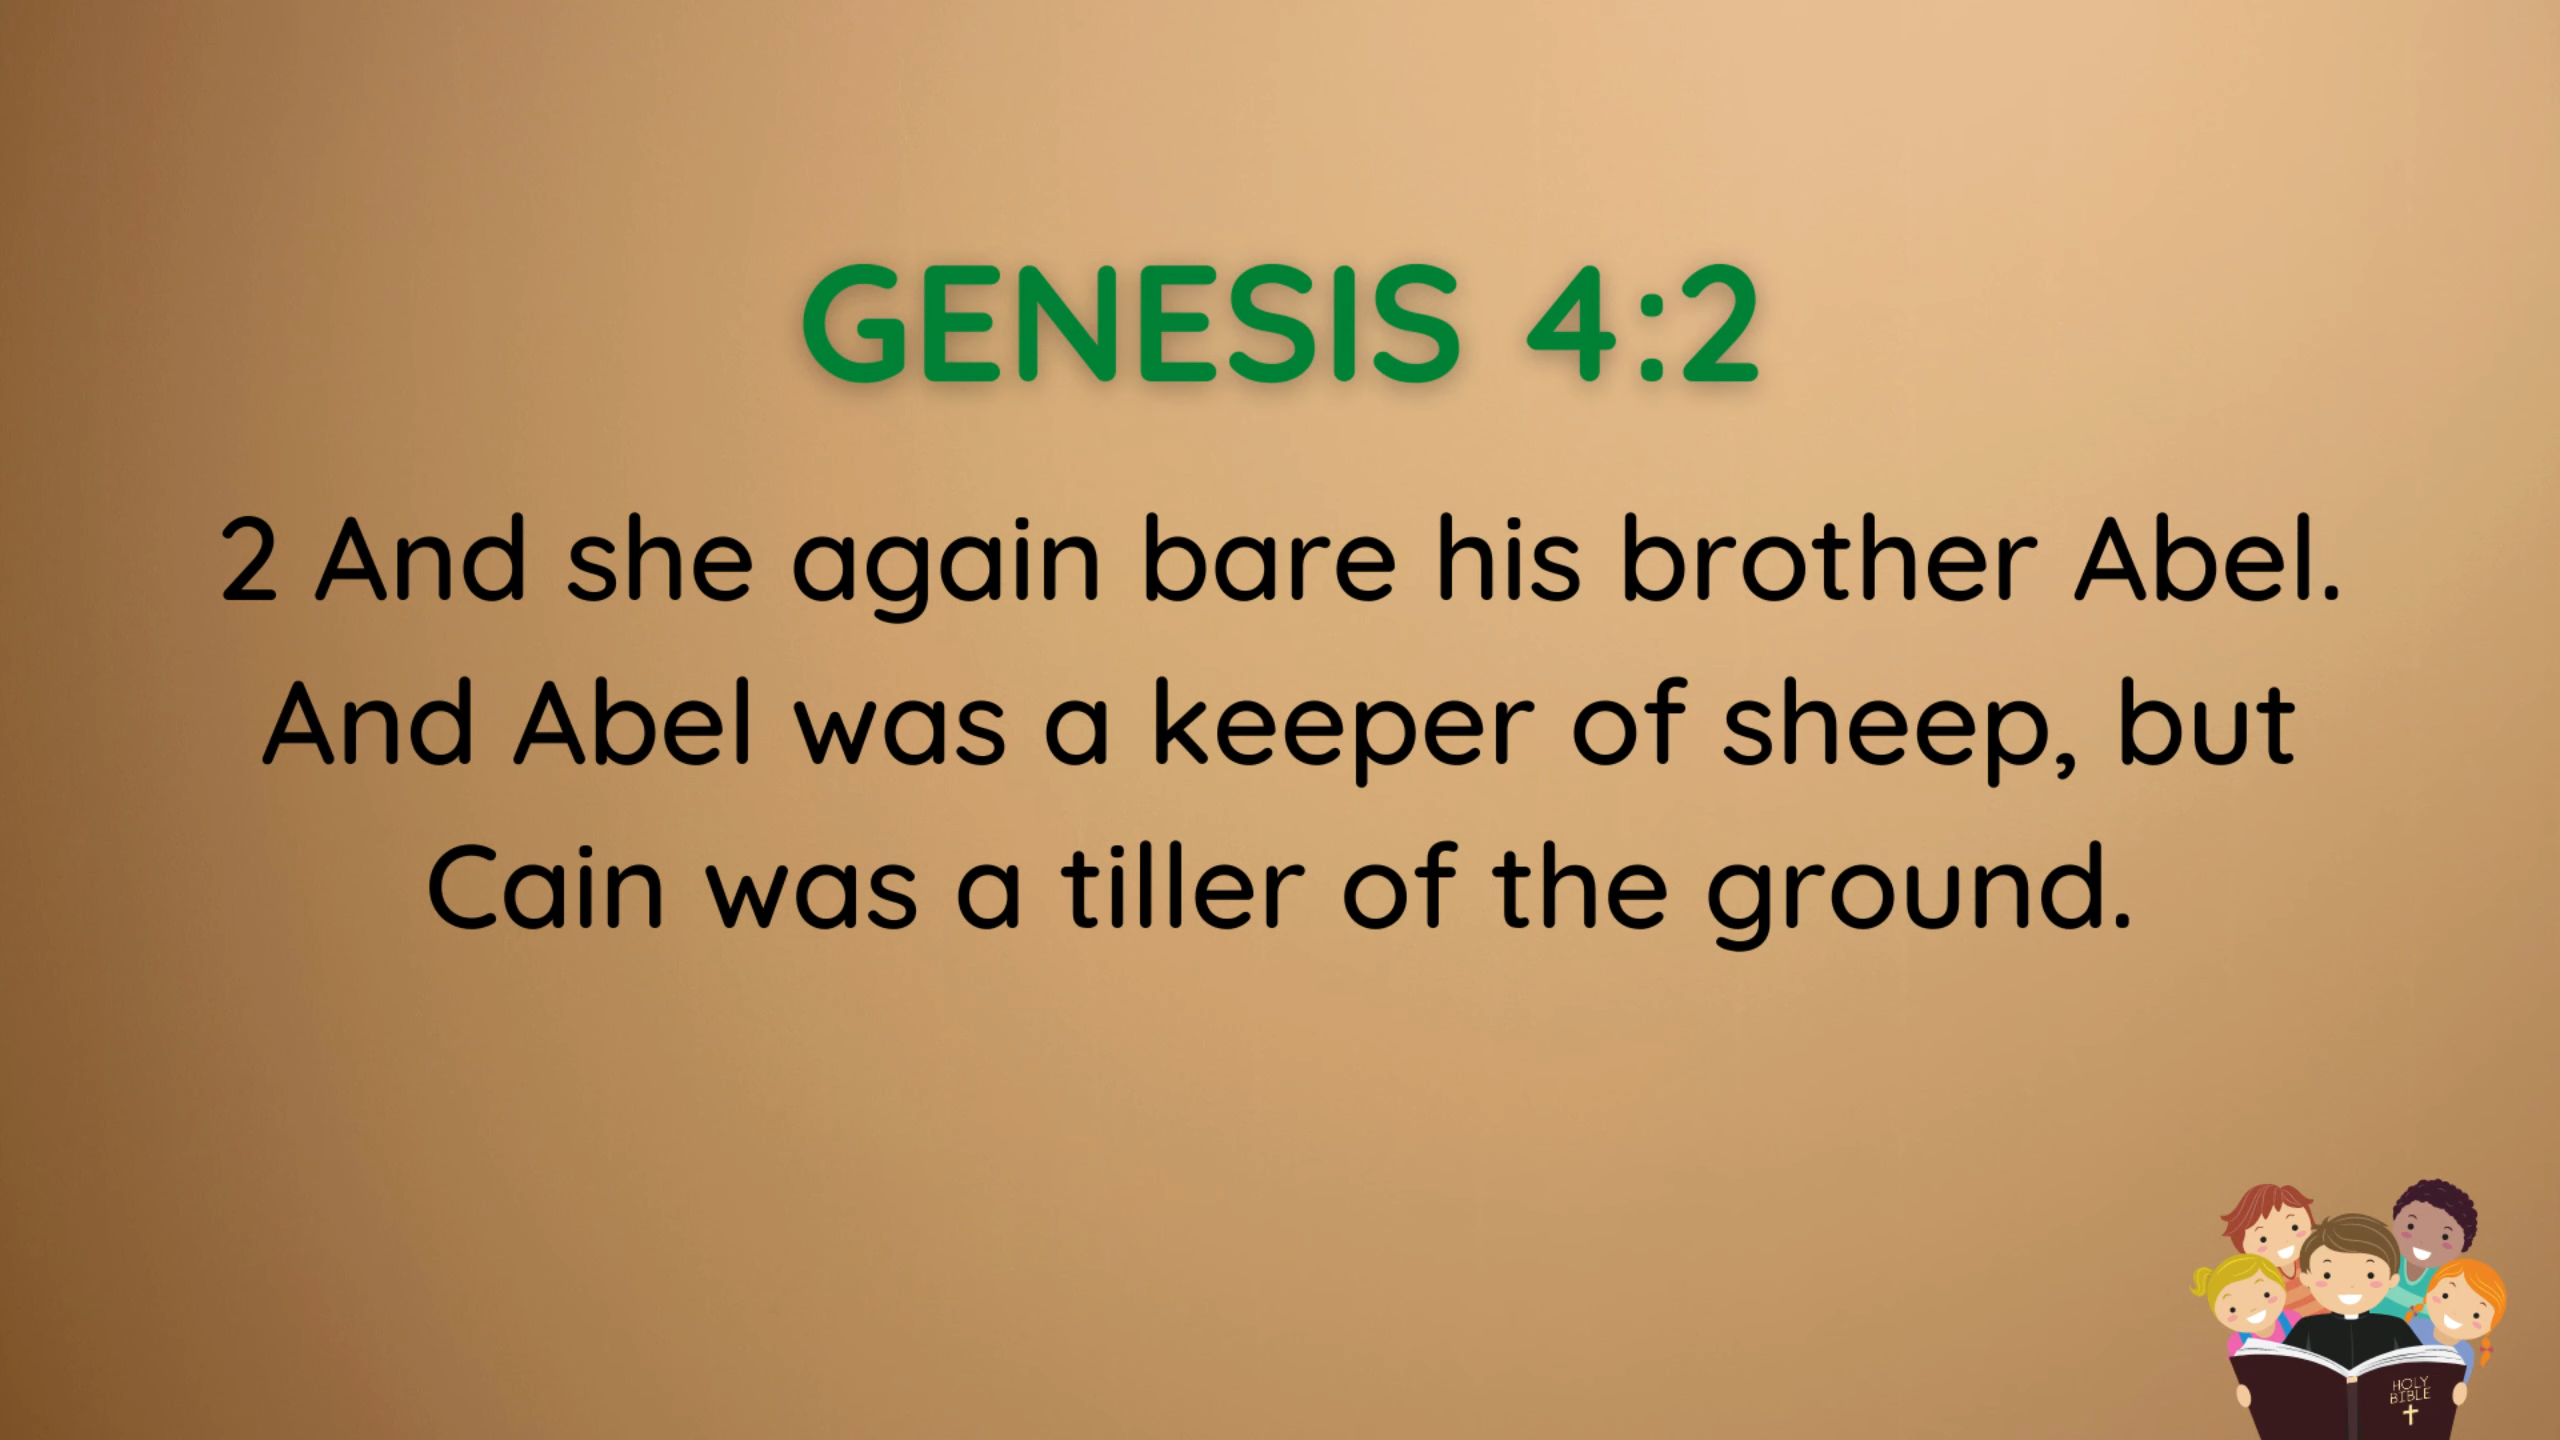 GENESIS 4:2
2 And she again bare his brother Abel.
And Abel was a keeper of sheep, but
Cain was a tiller of the ground.
HOLY
BIBLE